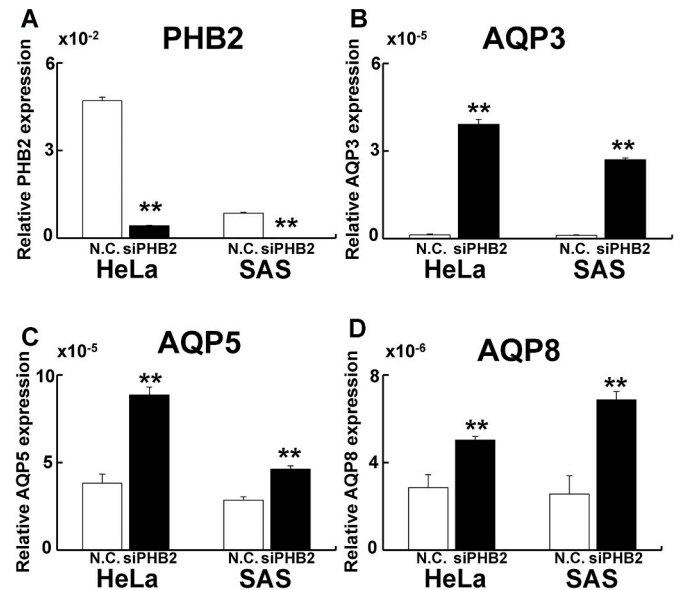 A
PHB2
x10-2
Relative PHB2 expression
6
3
0
**
**
N.C. siPHB2
N.C. siPHB2
HeLa
SAS
B
AQP3
x10-5
Relative AQP3 expression
6
3
0
**
**
N.C. siPHB2
N.C. siPHB2
HeLa
SAS
C
AQP5
x10-5
Relative AQP5 expression
10
5
0
**
**
N.C. siPHB2
N.C. siPHB2
HeLa
SAS
D
AQP8
x10-6
Relative AQP8 expression
8
4
0
**
**
N.C. siPHB2
N.C. siPHB2
HeLa
SAS